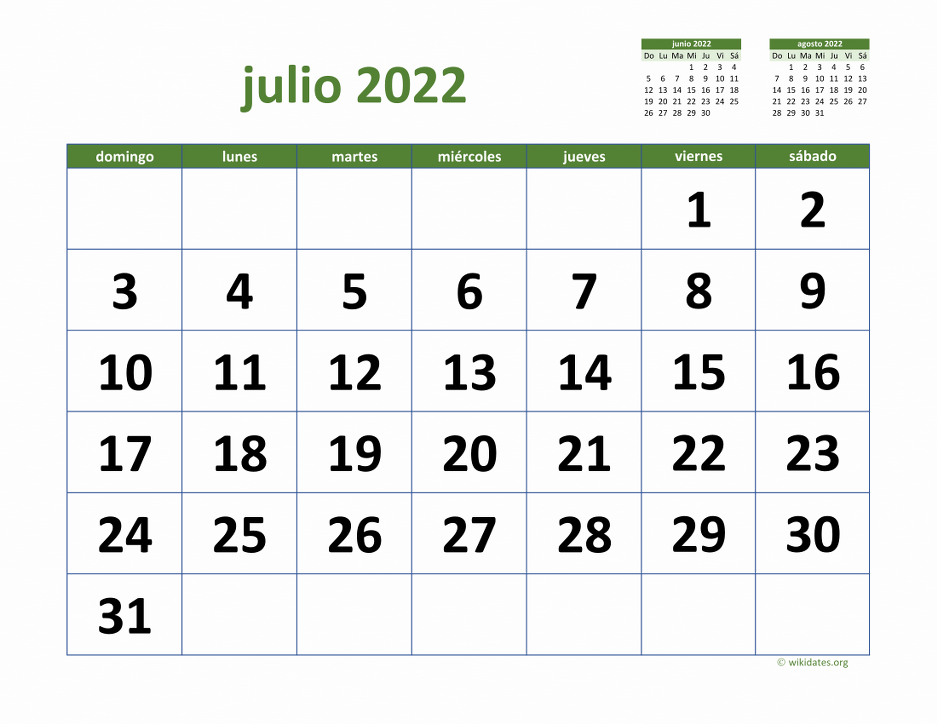 julio 2022
junio 2022
Do Lu Ma Mi Ju Vi Sá
1 2 3 4
5 6 7 8 9 10 11
12 13 14 15 16 17 18
19 20 21 22 23 24 25
26 27 28 29 30
agosto 2022
Do Lu Ma Mi Ju Vi Sá
1 2 3 4 5 6
7 8 9 10 11 12 13
14 15 16 17 18 19 20
21 22 23 24 25 26 27
28 29 30 31
domingo lunes martes miércoles jueves viernes sábado
1 2
3 4 5 6 7 8 9
10 11 12 13 14 15 16
17 18 19 20 21 22 23
24 25 26 27 28 29 30
31
© wikidates.org